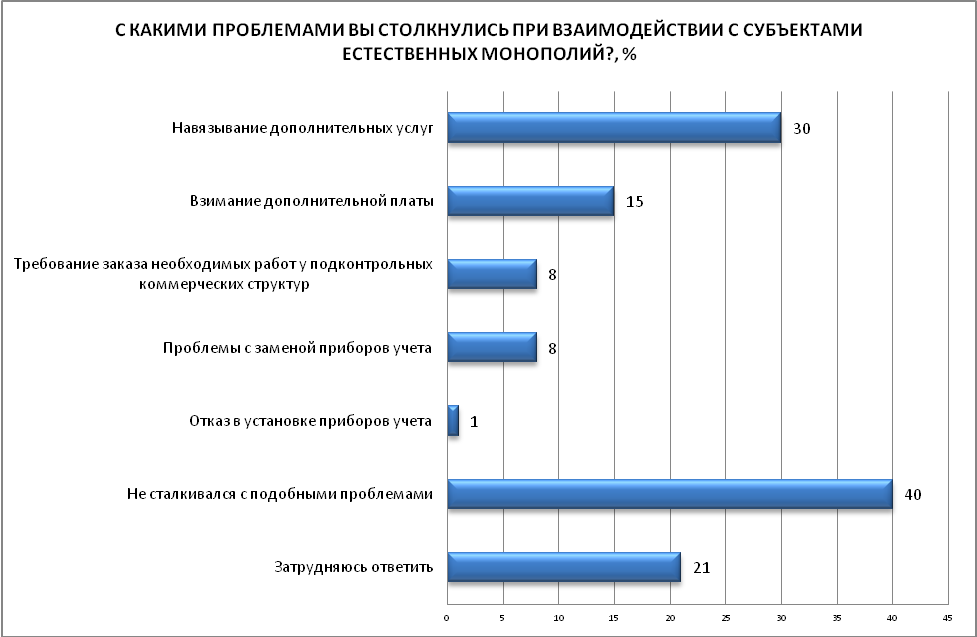 С КАКИМИ ПРОБЛЕМАМИ ВЫ СТОЛКНУЛИСЬ ПРИ ВЗАИМОДЕЙСТВИИ С СУБЪЕКТАМИ
ЕСТЕСТВЕННЫХ МОНОПОЛИЙ?, %
Навязывание дополнительных услуг
30
Взимание дополнительной платы
15
Требование заказа необходимых работ у подконтрольных
коммерческих структур
8
Проблемы с заменой приборов учета
8
Отказ в установке приборов учета
1
Не сталкивался с подобными проблемами
40
Затрудняюсь ответить
21
0 5 10 15 20 25 30 35 40 45